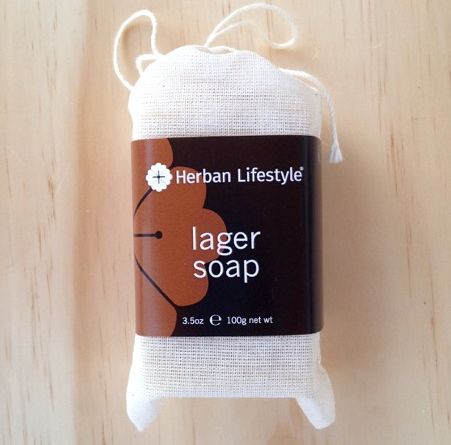 Herban Lifestyle®
lager
soap
3.5oz ℮ 100g net wt